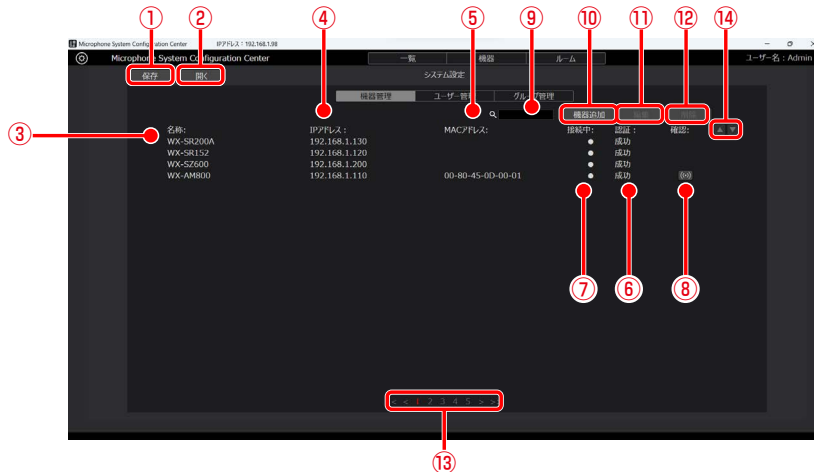 ① ② ④ ⑤ ⑨ ⑩ ⑪ ⑫ ⑭
Microphone System Configuration Center IPアドレス：192.168.1.98
Microphone System Configuration Center 一覧 機器 ルーム ユーザー名：Admin
保存 開く システム設定
機器管理 ユーザー管理 グループ管理
機器追加 解除
③ 名称: IPアドレス： MACアドレス: 接続中: 認証： 確認: ▲ ▼
WX-SR200A 192.168.1.130 ● 成功
WX-SR152 192.168.1.120 ● 成功
WX-SZ600 192.168.1.200 ● 成功
WX-AM800 192.168.1.110 00-80-45-0D-00-01 ● 成功
⑦ ⑥ ⑧
< < 1 2 3 4 5 > >
⑬